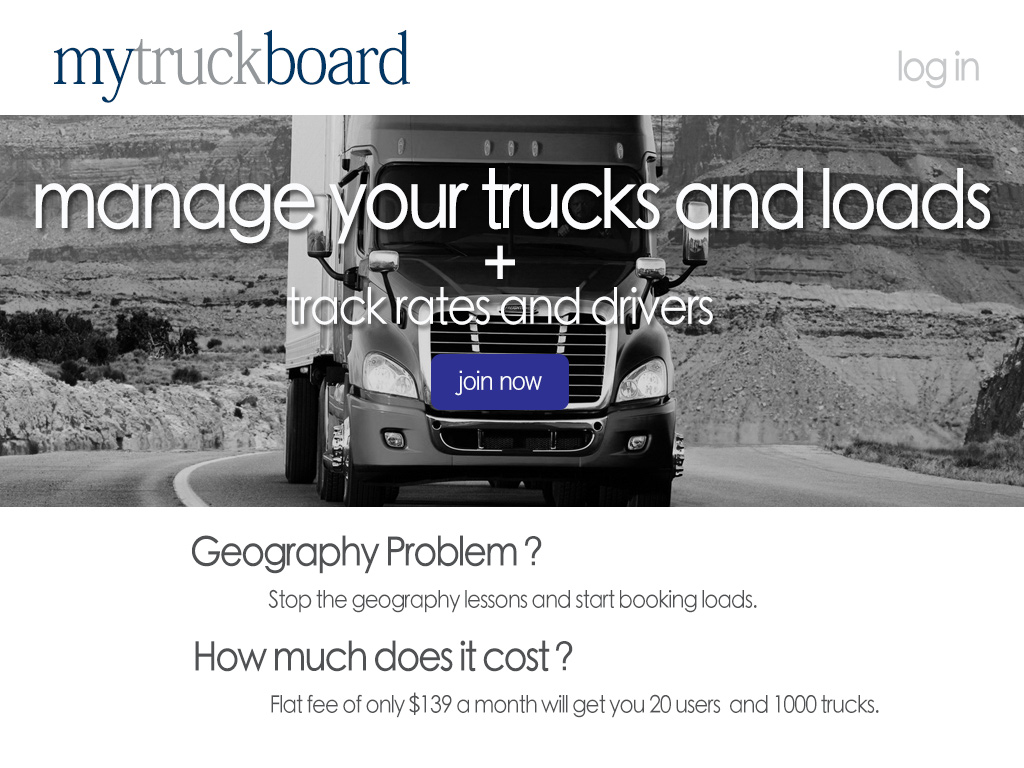 mytruckboard
log in
manage your trucks and loads
+
track rates and drivers
join now
Geography Problem ?
Stop the geography lessons and start booking loads.
How much does it cost ?
Flat fee of only $139 a month will get you 20 users and 1000 trucks.